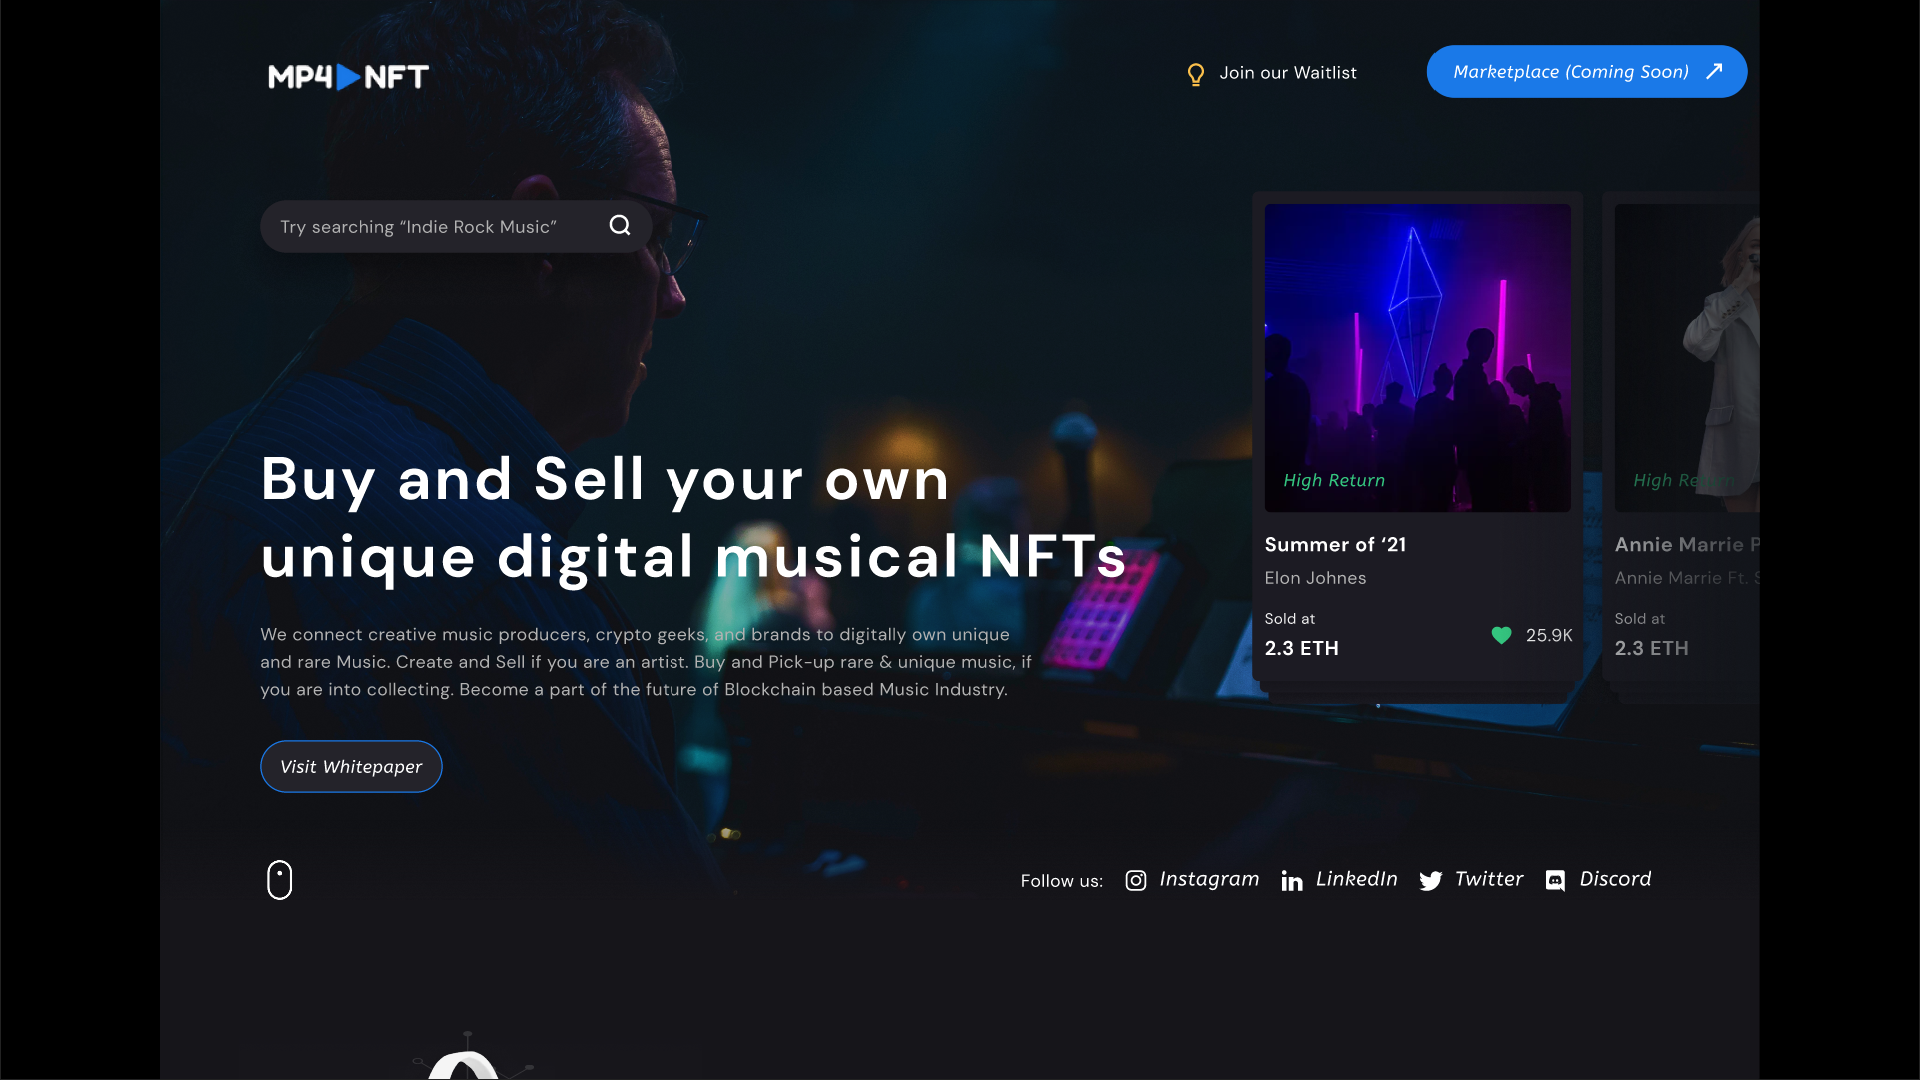 MP4 NFT
Join our Waitlist
Marketplace (Coming Soon)
Try searching “Indie Rock Music”
Buy and Sell your own
unique digital musical NFTs
We connect creative music producers, crypto geeks, and brands to digitally own unique
and rare Music. Create and Sell if you are an artist. Buy and Pick-up rare & unique music, if
you are into collecting. Become a part of the future of Blockchain based Music Industry.
Visit Whitepaper
High Return
Summer of ‘21
Elon Johnes
Sold at
2.3 ETH
25.9K
High Return
Annie Marrie
Annie Marrie Ft.
Sold at
2.3 ETH
Follow us:
Instagram
LinkedIn
Twitter
Discord